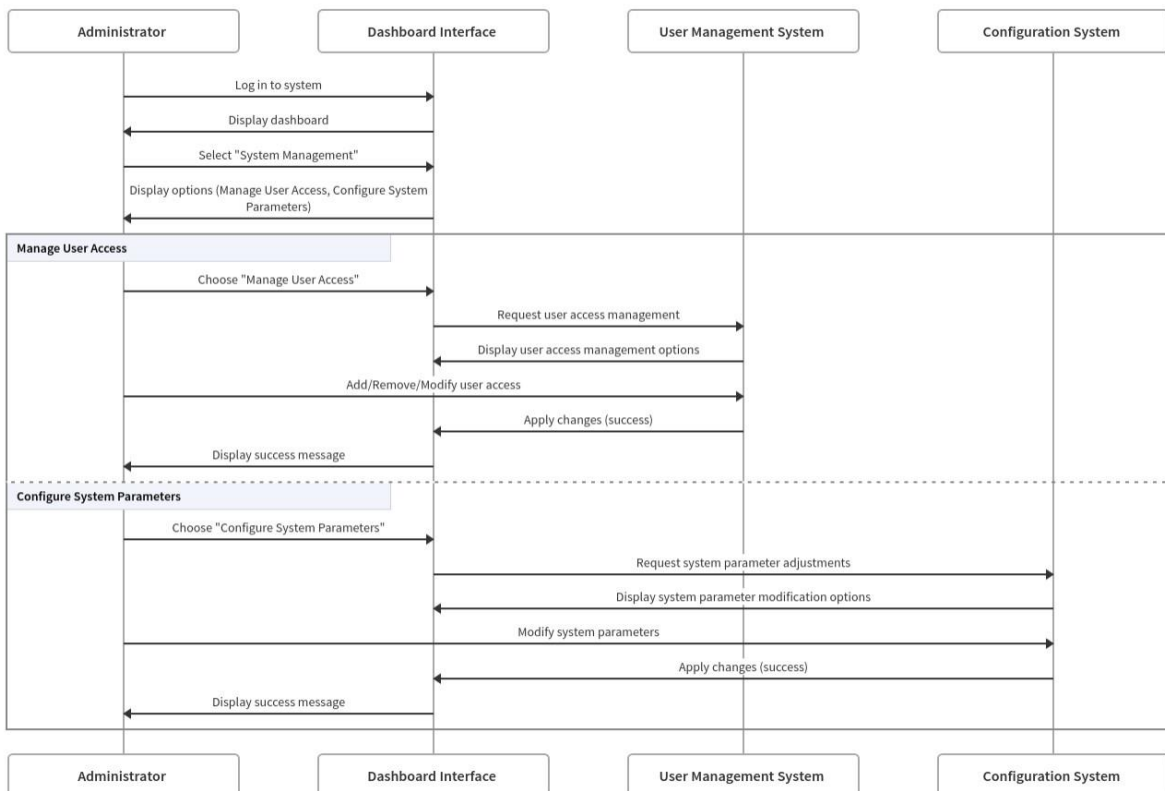 Administrator
Dashboard Interface
User Management System
Configuration System
Log in to system
Display dashboard
Select "System Management"
Display options (Manage User Access, Configure System
Parameters)
Manage User Access
Choose "Manage User Access"
Request user access management
Display user access management options
Add/Remove/Modify user access
Apply changes (success)
Display success message
Configure System Parameters
Choose "Configure System Parameters"
Request system parameter adjustments
Display system parameter modification options
Modify system parameters
Apply changes (success)
Display success message
Administrator
Dashboard Interface
User Management System
Configuration System